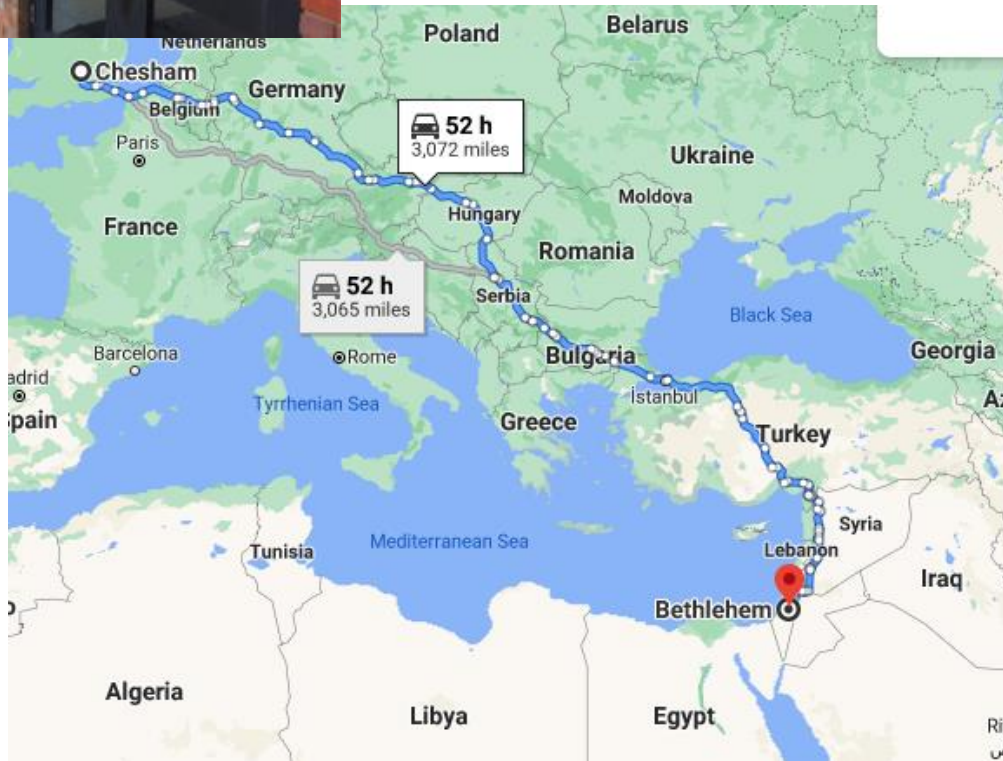 Netherlands
Poland
Belarus
Chesham
Germany
Belgium
52 h
3,072 miles
Paris
Ukraine
Moldova
France
Hungary
Romania
52 h
3,065 miles
Serbia
Black Sea
Barcelona
Rome
Bulgaria
Georgia
adrid
İstanbul
Az
Spain
Tyrrhenian Sea
Greece
Turkey
Syria
Tunisia
Mediterranean Sea
Lebanon
Iraq
Bethlehem
Algeria
Libya
Egypt
Ri